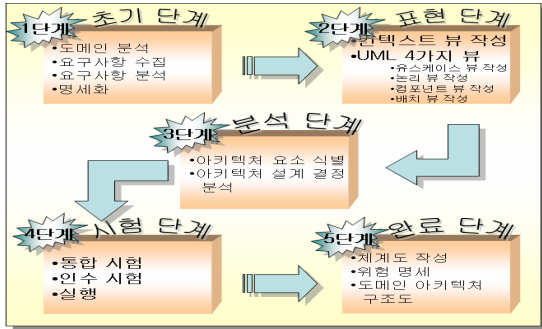 1단계 초기 단계
•도메인 분석
•요구사항 수집
•요구사항 분석
•명세화
2단계 표현 단계
•컨텍스트 뷰 작성
•UML 4가지 뷰
•유스케이스 뷰 작성
•논리 뷰 작성
•컴포넌트 뷰 작성
•배치 뷰 작성
3단계 분석 단계
•아키텍처 요소 식별
•아키텍처 설계 결정
분석
4단계 시험 단계
•통합 시험
•인수 시험
•실행
5단계 완료 단계
•체계도 작성
•위험 명세
•도메인 아키텍처
구조도